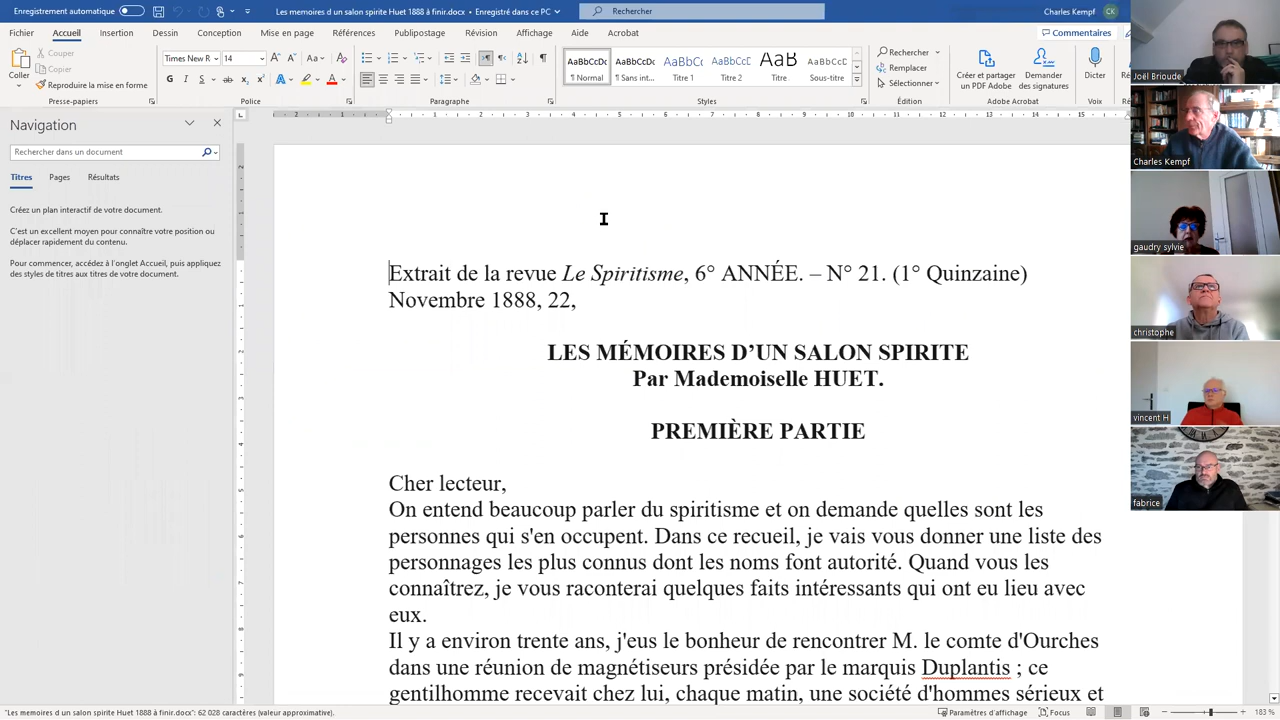 Enregistrement automatique
Les memoires d un salon spirite Huet 1888 à finir.docx • Enregistré dans ce PC
Rechercher
Charles Kempf
CK
Fichier
Accueil
Insertion
Dessin
Conception
Mise en page
Références
Publipostage
Révision
Affichage
Aide
Acrobat
Commentaires
Coller
Couper
Copier
Reproduire la mise en forme
Presse-papiers
Times New R
14
Police
Paragraphe
AaBbCcDc
¶ Normal
AaBbCcDc
¶ Sans int...
AaBbC
Titre 1
AaBbCc
Titre 2
AaB
Titre
AaBbCcD
Sous-titre
Styles
Rechercher
Remplacer
Sélectionner
Édition
Créer et partager
un PDF Adobe
Demander
des signatures
Adobe Acrobat
Dicter
Voix
Navigation
Rechercher dans un document
Titres
Pages
Résultats
Créez un plan interactif de votre document.
C'est un excellent moyen pour connaître votre position ou
déplacer rapidement du contenu.
Pour commencer, accédez à l'onglet Accueil, puis appliquez
des styles de titres aux titres de votre document.
Extrait de la revue Le Spiritisme, 6° ANNÉE. – N° 21. (1° Quinzaine)
Novembre 1888, 22,
LES MÉMOIRES D’UN SALON SPIRITE
Par Mademoiselle HUET.
PREMIÈRE PARTIE
Cher lecteur,
On entend beaucoup parler du spiritisme et on demande quelles sont les
personnes qui s'en occupent. Dans ce recueil, je vais vous donner une liste des
personnages les plus connus dont les noms font autorité. Quand vous les
connaîtrez, je vous raconterai quelques faits intéressants qui ont eu lieu avec
eux.
Il y a environ trente ans, j'eus le bonheur de rencontrer M. le comte d'Ourches
dans une réunion de magnétiseurs présidée par le marquis Duplantis ; ce
gentilhomme recevait chez lui, chaque matin, une société d'hommes sérieux et
Joël Brioude
Charles Kempf
gaudry sylvie
christophe
vincent H
fabrice
"Les memoires d un salon spirite Huet 1888 à finir.docx": 62 028 caractères (valeur approximative).
Paramètres d'affichage
Focus
183 %